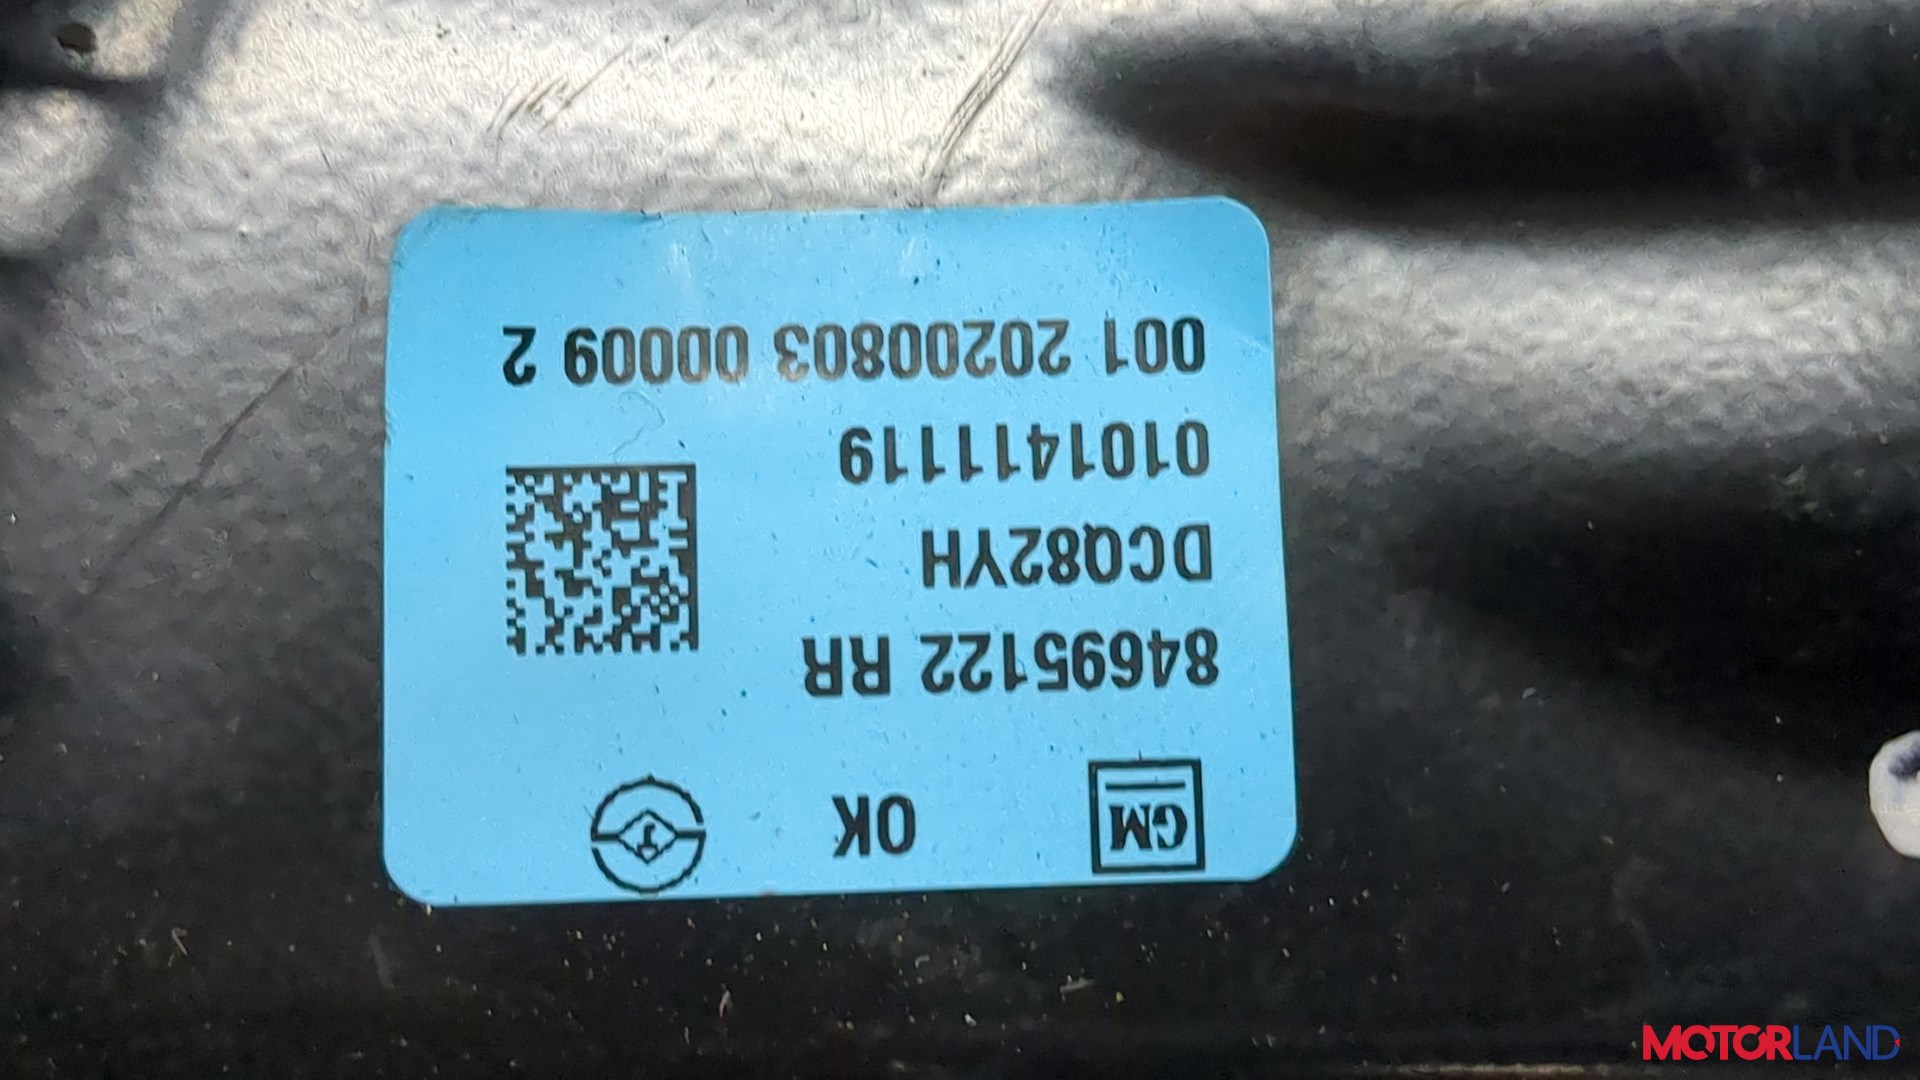 GM OK
84695122 RR
DCQ82YH
010141119
001 20200803 00009 2
MOTORLAND